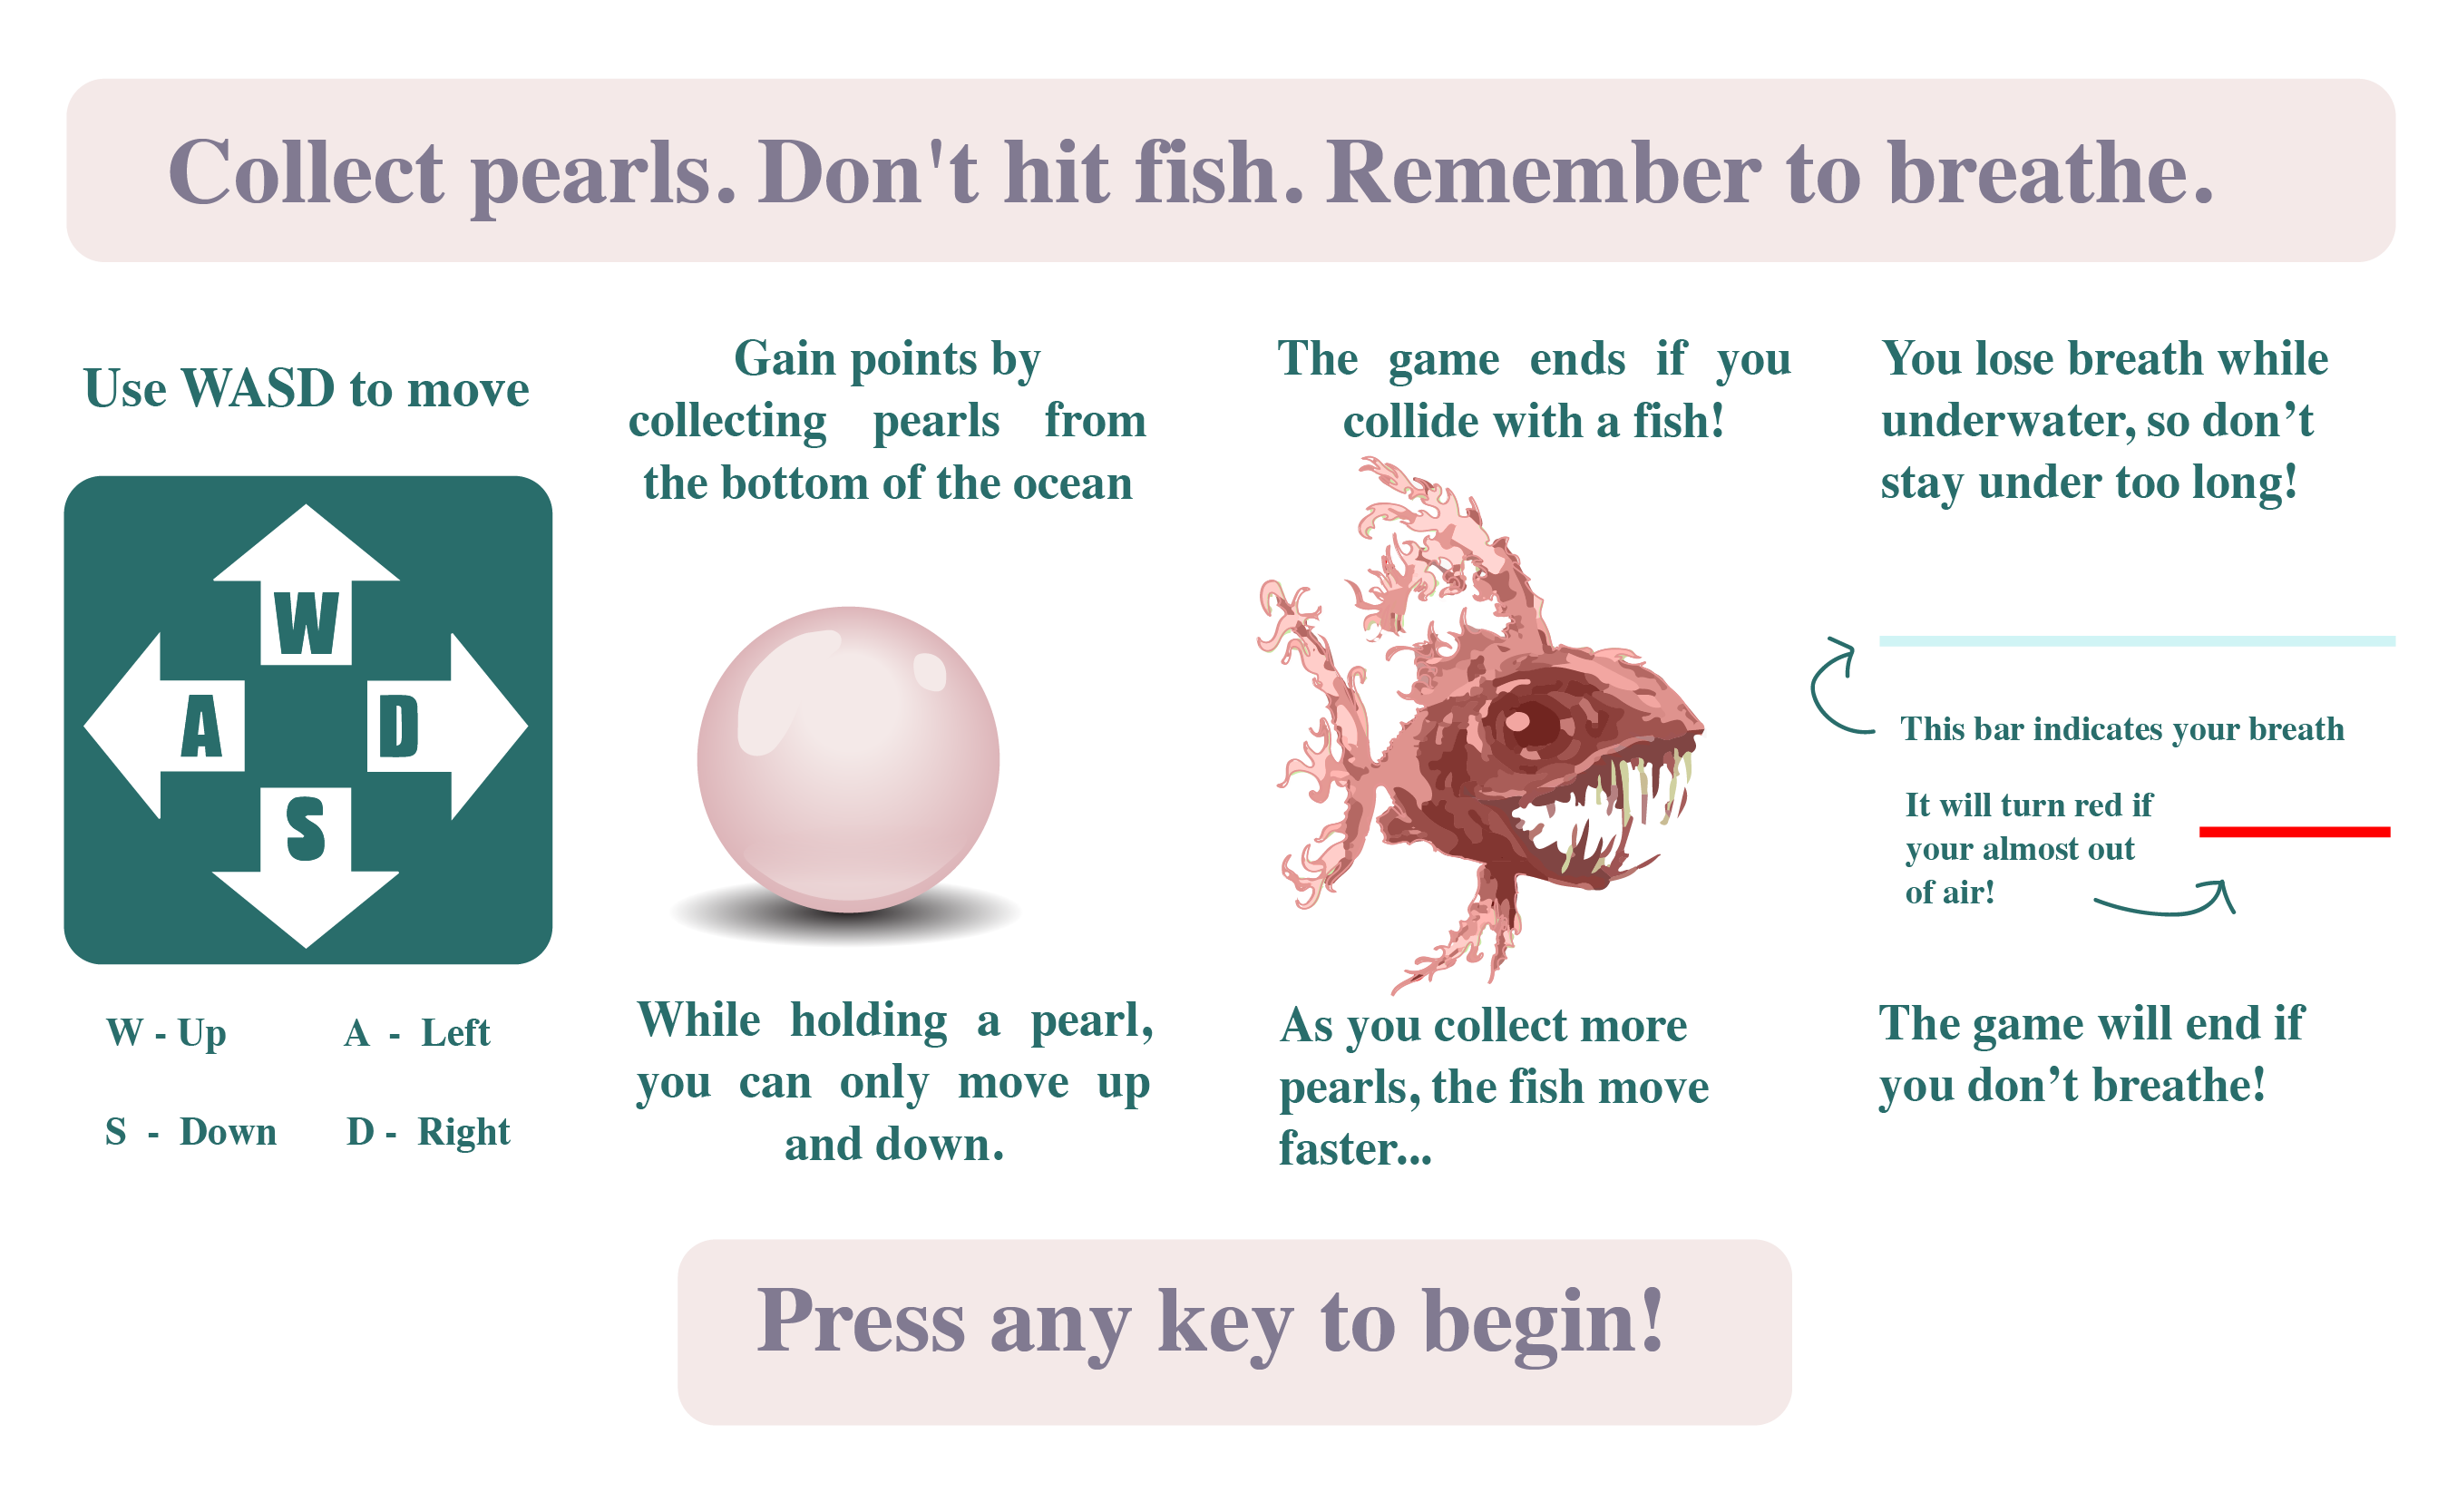 Collect pearls. Don't hit fish. Remember to breathe.
Use WASD to move
W
A
D
S
W - Up
A - Left
S - Down
D - Right
Gain points by
collecting pearls from
the bottom of the ocean
While holding a pearl,
you can only move up
and down.
The game ends if you
collide with a fish!
As you collect more
pearls, the fish move
faster...
You lose breath while
underwater, so don’t
stay under too long!
This bar indicates your breath
It will turn red if
your almost out
of air!
The game will end if
you don’t breathe!
Press any key to begin!